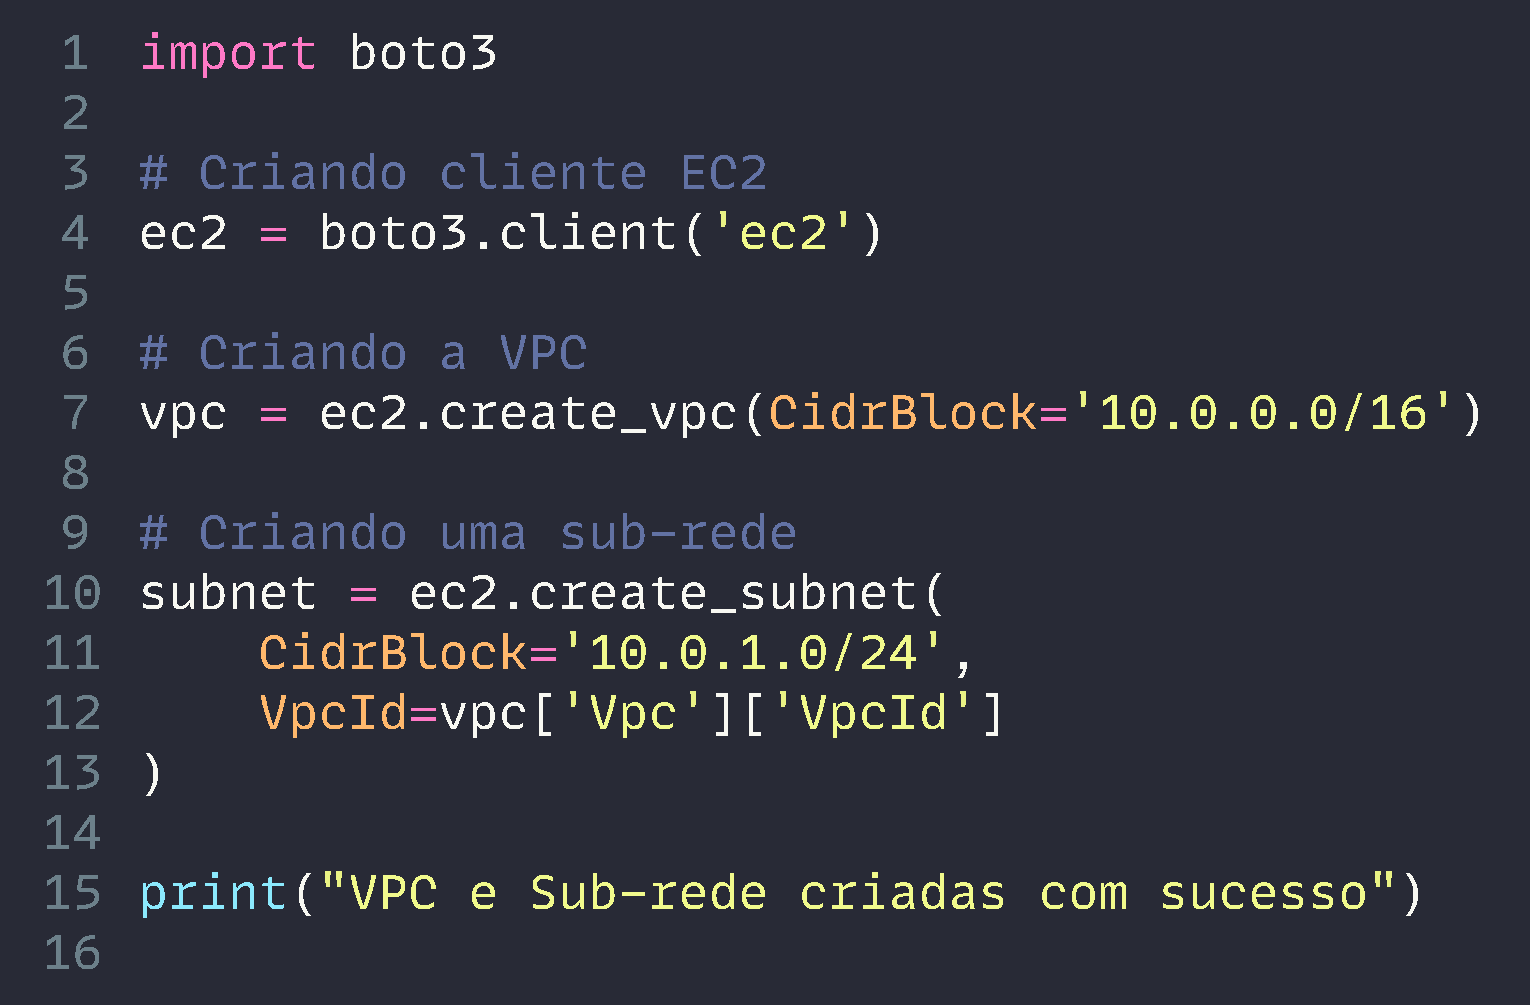 1 import boto3
2
3 # Criando cliente EC2
4 ec2 = boto3.client('ec2')
5
6 # Criando a VPC
7 vpc = ec2.create_vpc(CidrBlock='10.0.0.0/16')
8
9 # Criando uma sub-rede
10 subnet = ec2.create_subnet(
11     CidrBlock='10.0.1.0/24',
12     VpcId=vpc['Vpc']['VpcId']
13 )
14
15 print("VPC e Sub-rede criadas com sucesso")
16